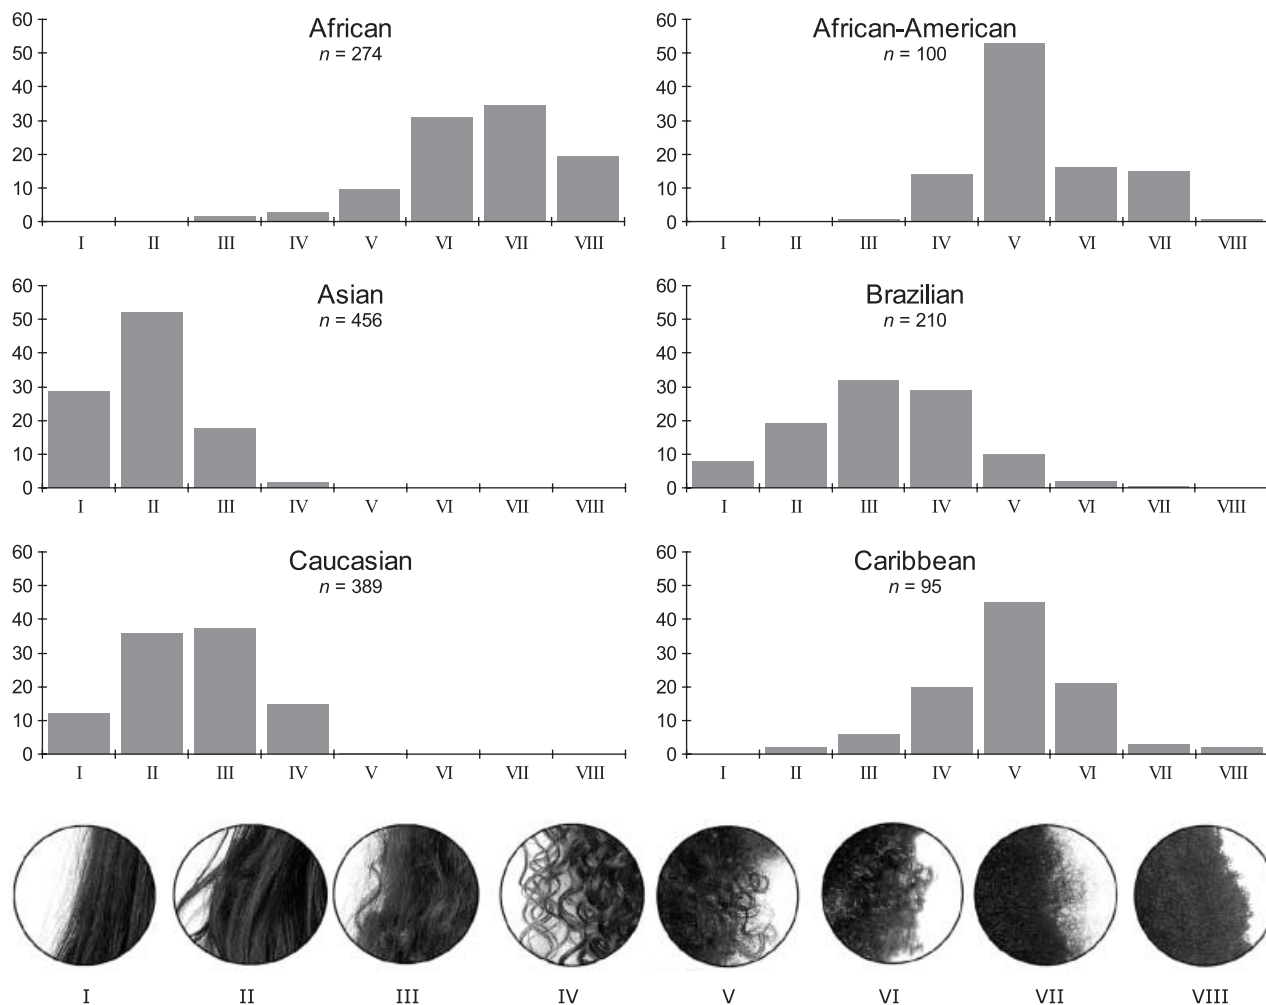 African
n = 274
60
50
40
30
20
10
0
I II III IV V VI VII VIII
African-American
n = 100
60
50
40
30
20
10
0
I II III IV V VI VII VIII
Asian
n = 456
60
50
40
30
20
10
0
I II III IV V VI VII VIII
Brazilian
n = 210
60
50
40
30
20
10
0
I II III IV V VI VII VIII
Caucasian
n = 389
60
50
40
30
20
10
0
I II III IV V VI VII VIII
Caribbean
n = 95
60
50
40
30
20
10
0
I II III IV V VI VII VIII
I II III IV V VI VII VIII